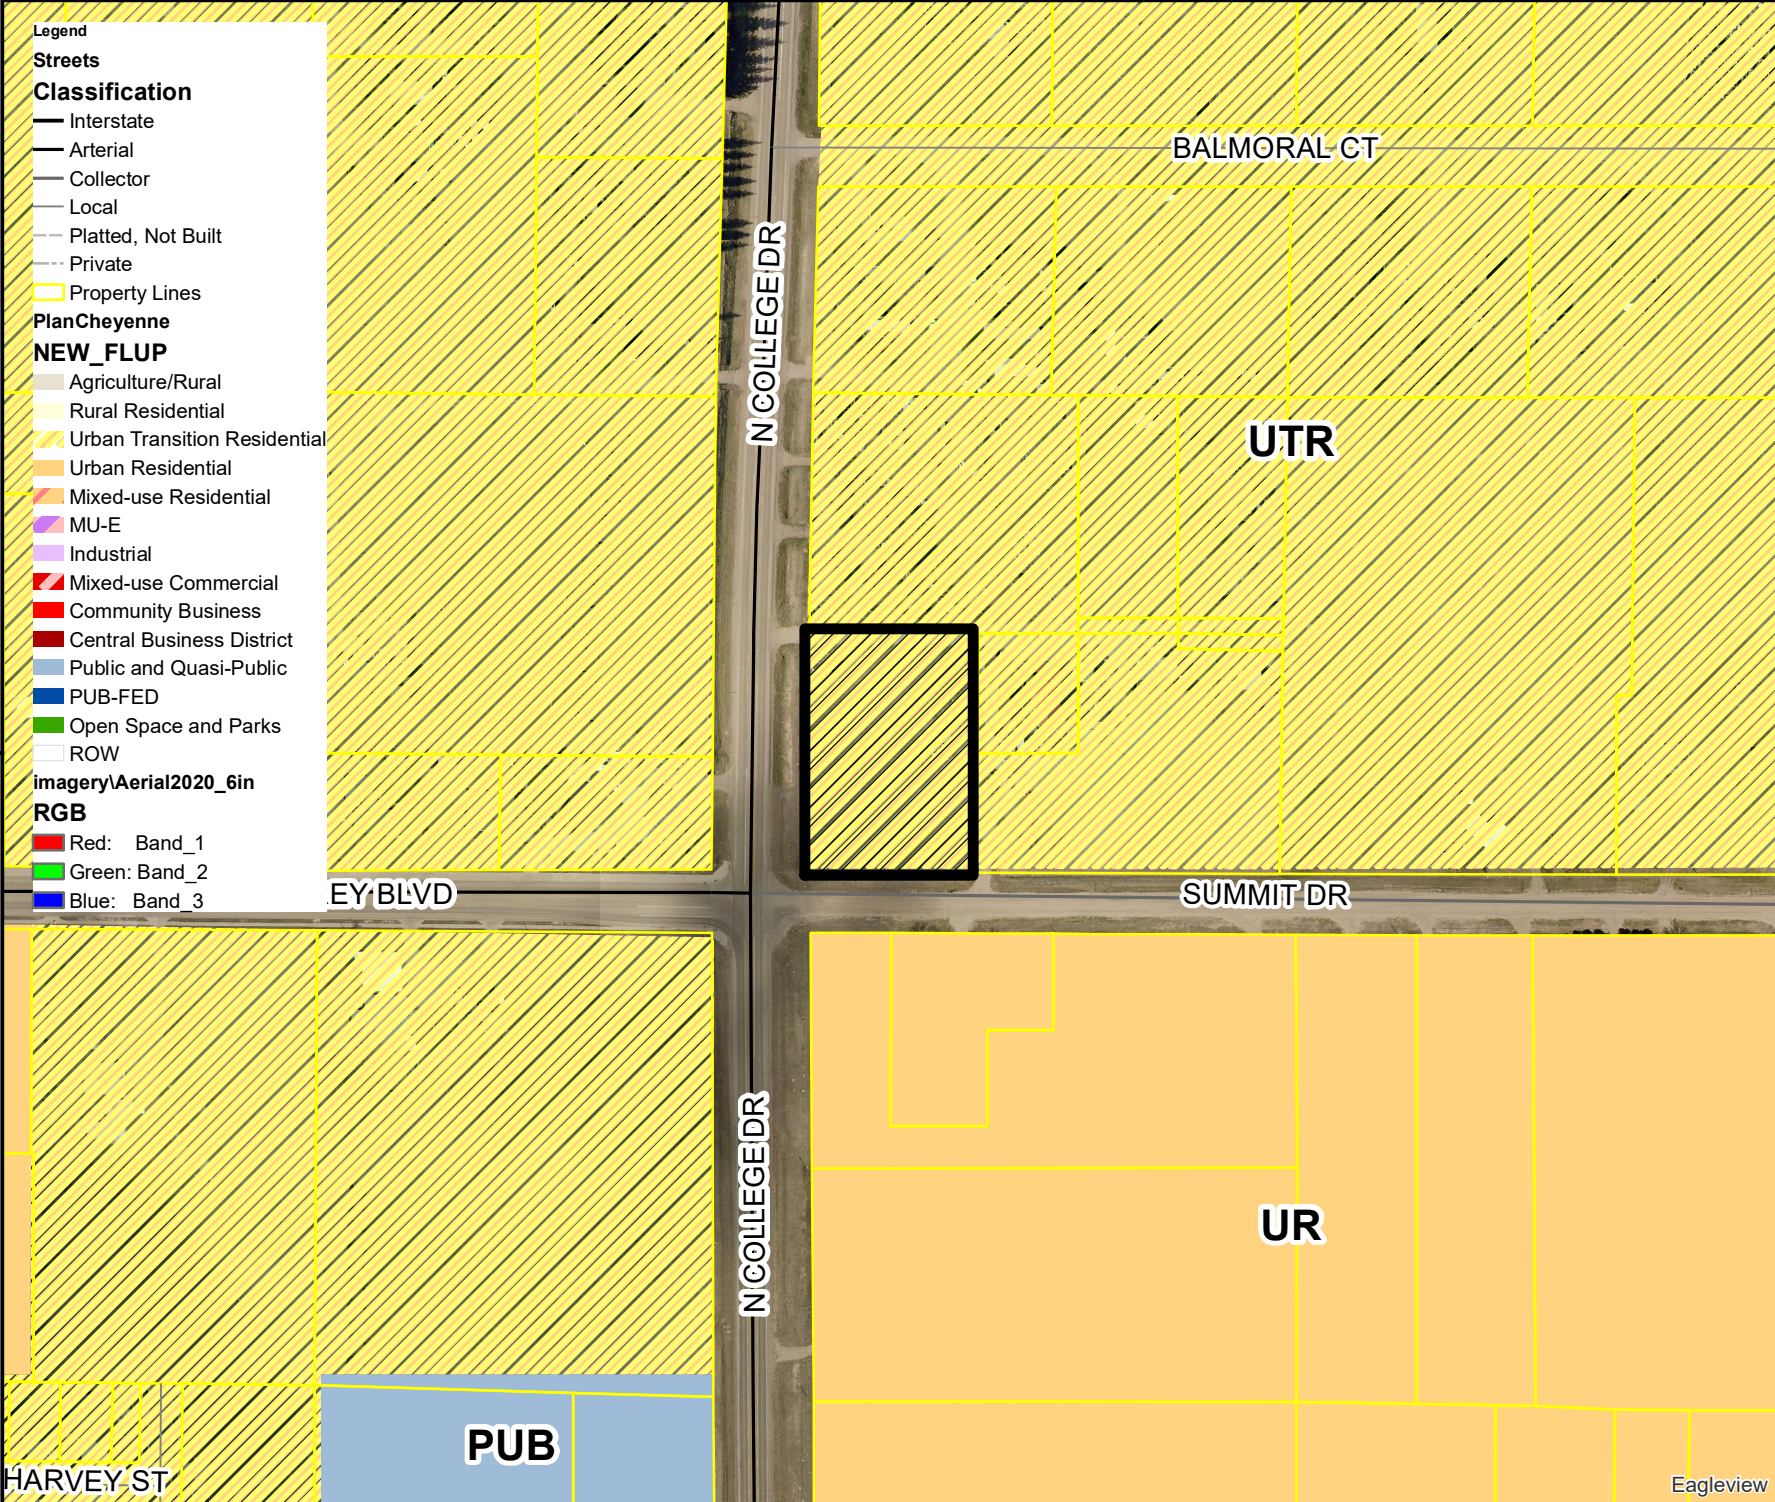 Legend
Streets
Classification
Interstate
Arterial
Collector
Local
Platted, Not Built
Private
Property Lines
PlanCheyenne
NEW_FLUP
Agriculture/Rural
Rural Residential
Urban Transition Residential
Urban Residential
Mixed-use Residential
MU-E
Industrial
Mixed-use Commercial
Community Business
Central Business District
Public and Quasi-Public
PUB-FED
Open Space and Parks
ROW
imagery\Aerial2020_6in
RGB
Red: Band_1
Green: Band_2
Blue: Band_3
BALMORAL CT
N COLLEGE DR
UTR
EY BLVD
SUMMIT DR
N COLLEGE DR
UR
PUB
HARVEY ST
Eagleview